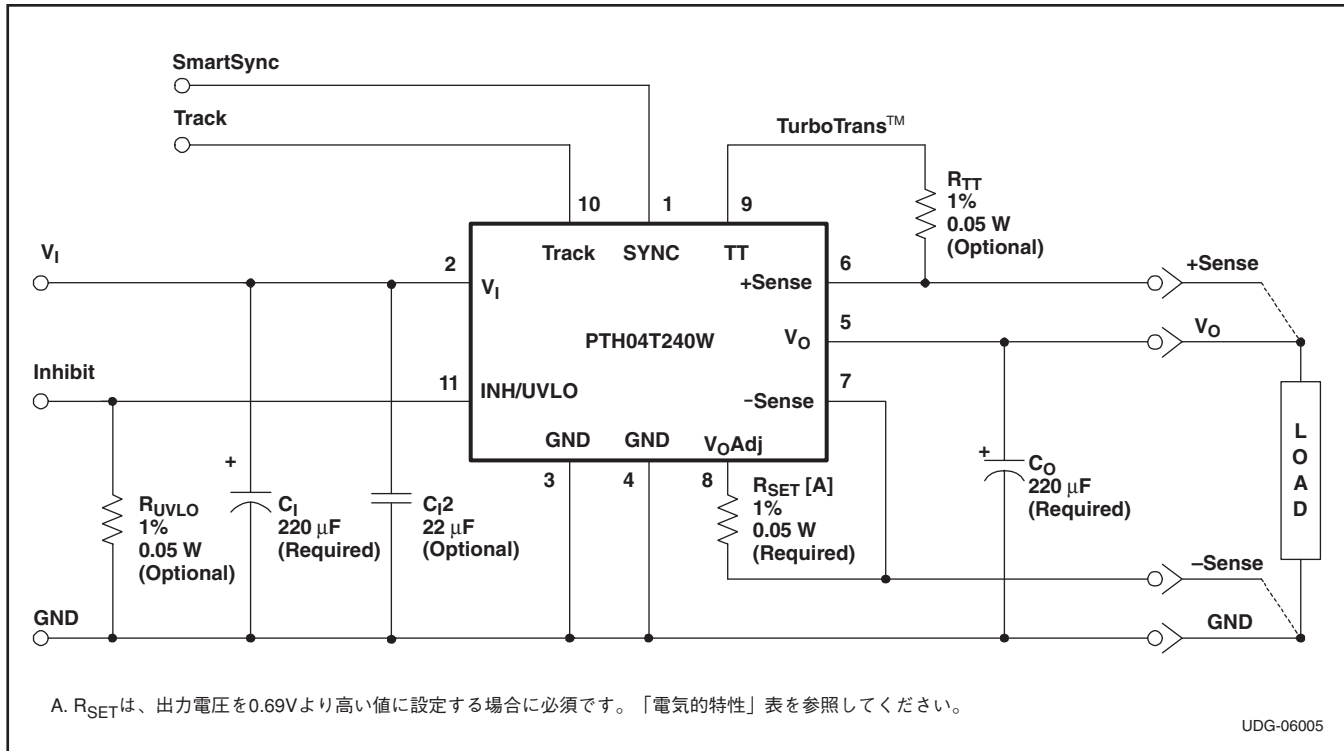 SmartSync
Track
TurboTrans™
R_TT
1%
0.05 W
(Optional)
10
1
9
Track
SYNC
TT
V_I
2
V_I
+Sense
6
+Sense
V_O
5
V_O
PTH04T240W
Inhibit
11
INH/UVLO
–Sense
7
GND
GND
V_OAdj
3
4
8
R_UVLO
1%
0.05 W
(Optional)
+
C_I
220 μF
(Required)
C_I2
22 μF
(Optional)
R_SET [A]
1%
0.05 W
(Required)
+
C_O
220 μF
(Required)
LOAD
–Sense
GND
GND
A. R_SETは、出力電圧を0.69Vより高い値に設定する場合に必須です。「電気的特性」表を参照してください。
UDG-06005